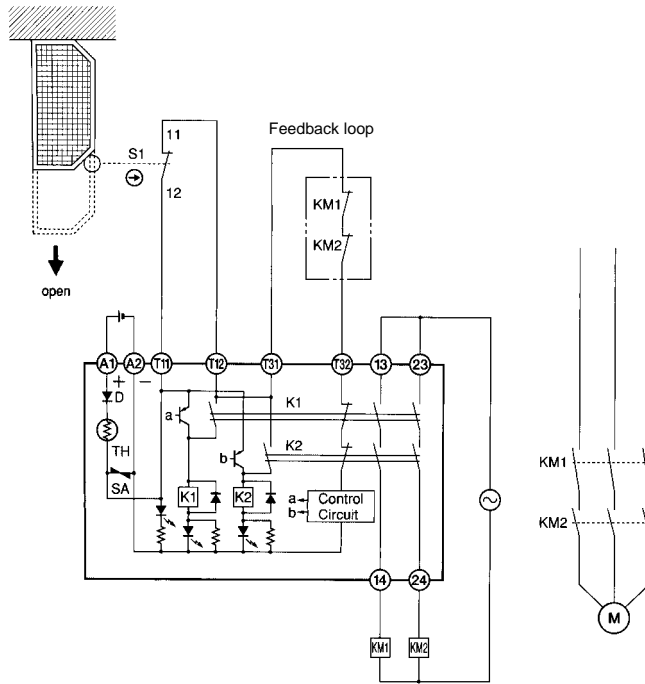 11
S1
12
open
Feedback loop
KM1
KM2
A1
A2
T11
T12
T31
T32
13
23
+
−
D
TH
SA
a
b
K1
K2
K1
K2
a
b
Control
Circuit
14
24
KM1
KM2
KM1
KM2
M